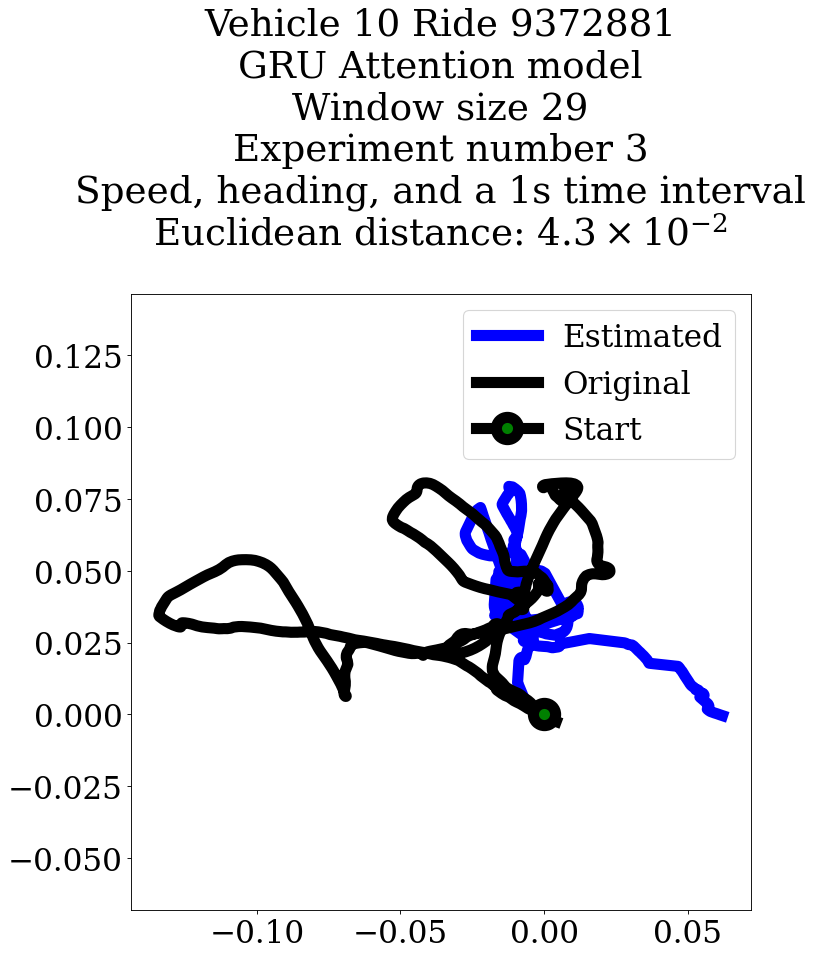 Vehicle 10 Ride 9372881
GRU Attention model
Window size 29
Experiment number 3
Speed, heading, and a 1s time interval
Euclidean distance: 4.3 × 10⁻²
Estimated
Original
Start
0.125
0.100
0.075
0.050
0.025
0.000
−0.025
−0.050
−0.10 −0.05 0.00 0.05